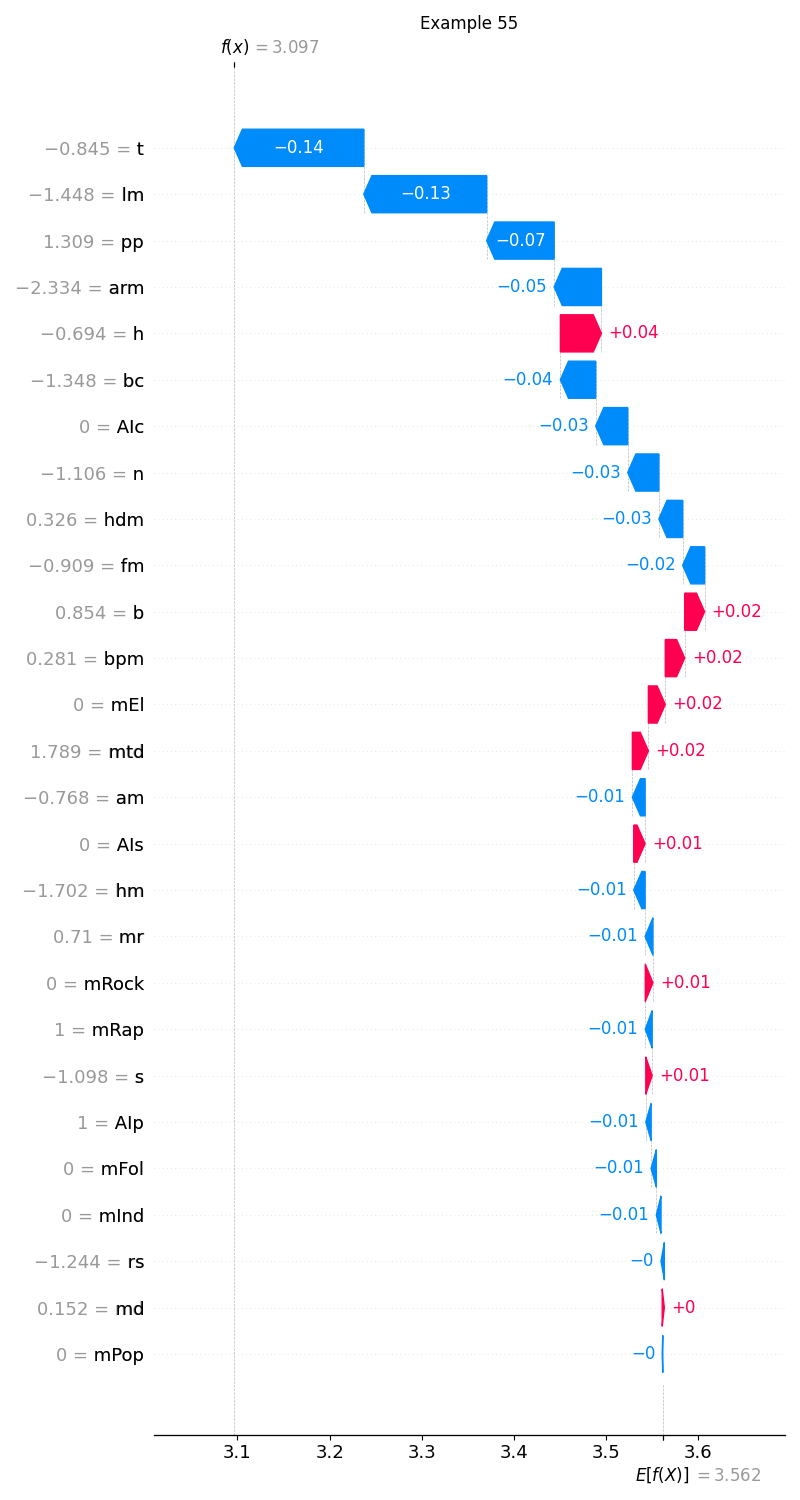 Example 55
f(x) = 3.097
−0.845 = t −0.14
−1.448 = lm −0.13
1.309 = pp −0.07
−2.334 = arm −0.05
−0.694 = h +0.04
−1.348 = bc −0.04
0 = AIc −0.03
−1.106 = n −0.03
0.326 = hdm −0.03
−0.909 = fm −0.02
0.854 = b +0.02
0.281 = bpm +0.02
0 = mEl +0.02
1.789 = mtd +0.02
−0.768 = am −0.01
0 = AIs +0.01
−1.702 = hm −0.01
0.71 = mr −0.01
0 = mRock +0.01
1 = mRap −0.01
−1.098 = s +0.01
1 = AIp −0.01
0 = mFol −0.01
0 = mInd −0.01
−1.244 = rs −0
0.152 = md +0
0 = mPop −0
3.1 3.2 3.3 3.4 3.5 3.6
E[f(X)] = 3.562